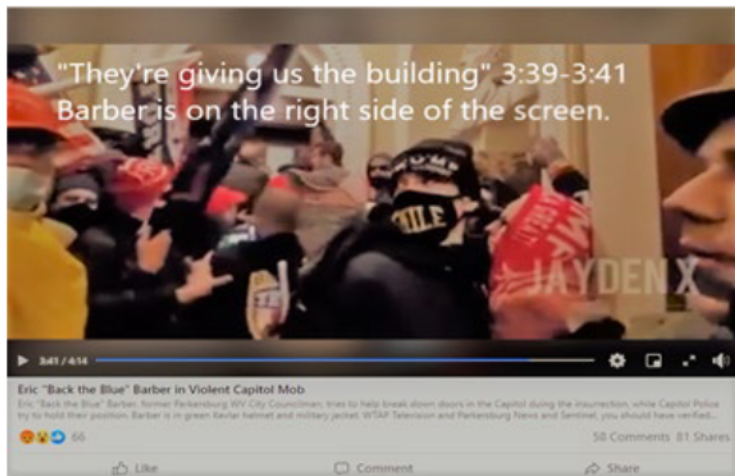 "They're giving us the building" 3:39-3:41
Barber is on the right side of the screen.
MILE
JAYDEN X
3:41 / 4:14
Eric "Back the Blue" Barber in Violent Capitol Mob
Eric "Back the Blue" Barber, former Parkersburg WV City Councilman, tries to help break down doors in the Capitol duing the insurrection, while Capitol Police
try to hold their position. Barber is in green Kevlar helmet and military jacket. WTAP Television and Parkersburg News and Sentinel, you should have verified...
66
58 Comments 81 Shares
Like
Comment
Share